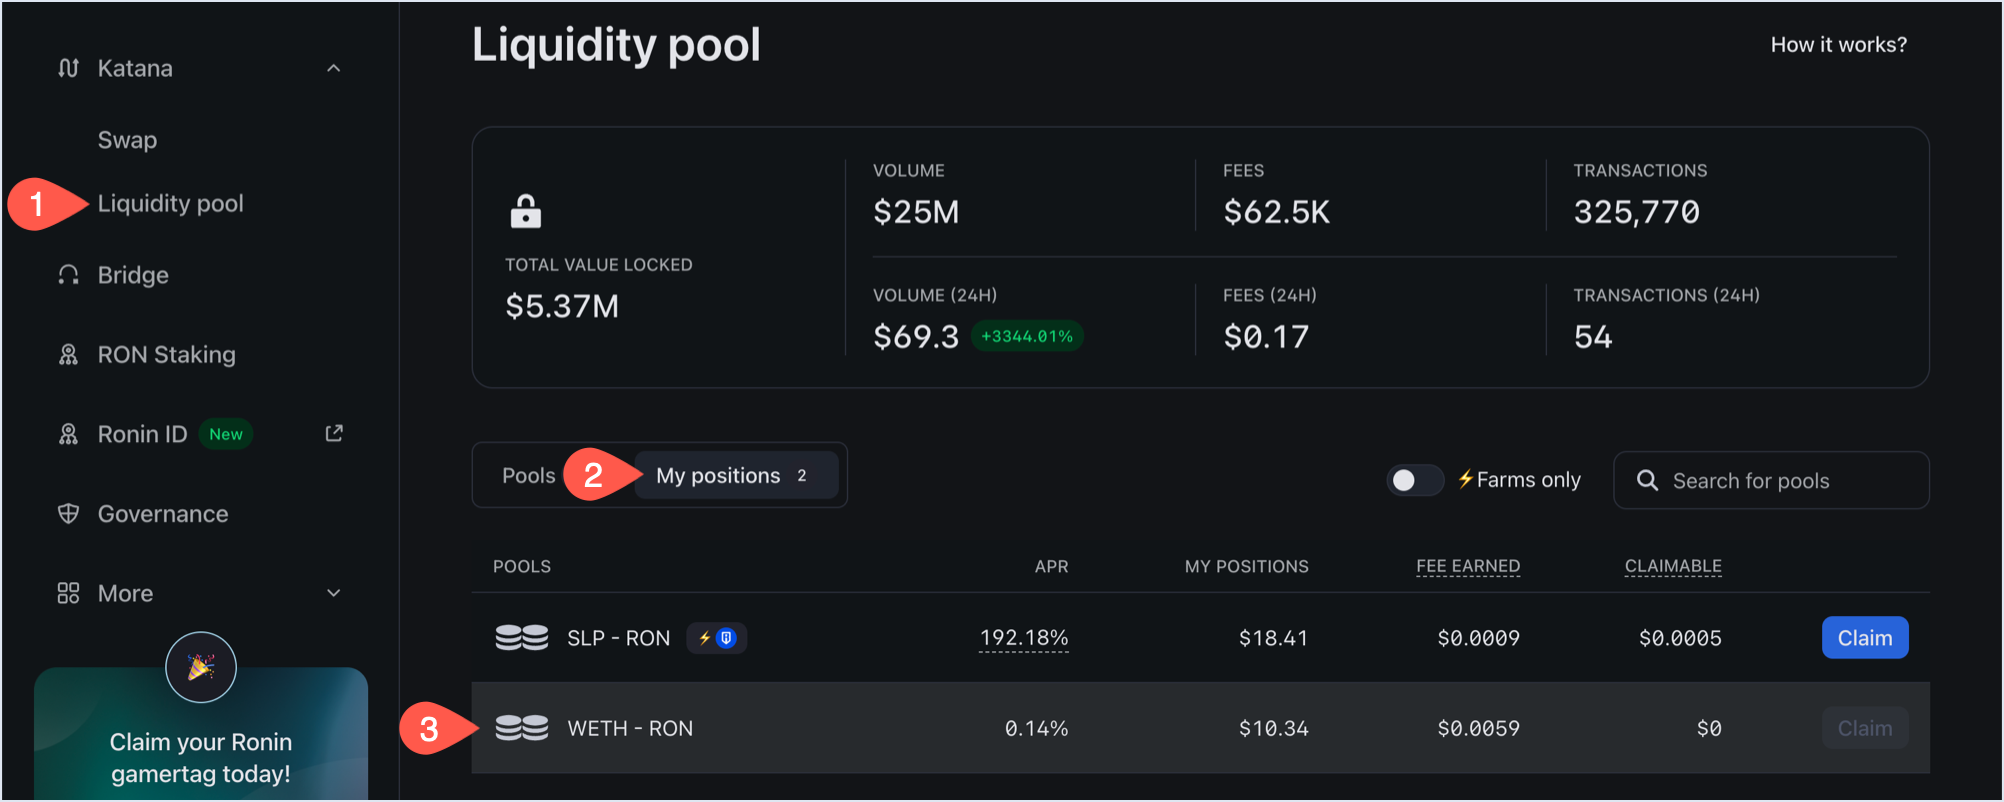 Katana
Swap
1
Liquidity pool
Bridge
RON Staking
Ronin ID New
Governance
More
Claim your Ronin
gamertag today!
Liquidity pool
How it works?
TOTAL VALUE LOCKED
$5.37M
VOLUME
$25M
FEES
$62.5K
TRANSACTIONS
325,770
VOLUME (24H)
$69.3 +3344.01%
FEES (24H)
$0.17
TRANSACTIONS (24H)
54
Pools 2 My positions 2
⚡Farms only
Search for pools
POOLS APR MY POSITIONS FEE EARNED CLAIMABLE
SLP - RON 192.18% $18.41 $0.0009 $0.0005 Claim
3 WETH - RON 0.14% $10.34 $0.0059 $0 Claim